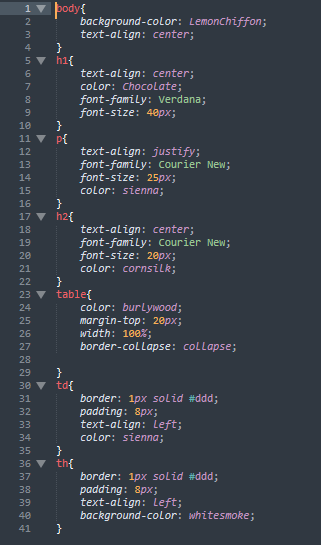 1 body{
2 background-color: LemonChiffon;
3 text-align: center;
4 }
5 h1{
6 text-align: center;
7 color: Chocolate;
8 font-family: Verdana;
9 font-size: 40px;
10 }
11 p{
12 text-align: justify;
13 font-family: Courier New;
14 font-size: 25px;
15 color: sienna;
16 }
17 h2{
18 text-align: center;
19 font-family: Courier New;
20 font-size: 20px;
21 color: cornsilk;
22 }
23 table{
24 color: burlywood;
25 margin-top: 20px;
26 width: 100%;
27 border-collapse: collapse;
28
29 }
30 td{
31 border: 1px solid #ddd;
32 padding: 8px;
33 text-align: left;
34 color: sienna;
35 }
36 th{
37 border: 1px solid #ddd;
38 padding: 8px;
39 text-align: left;
40 background-color: whitesmoke;
41 }